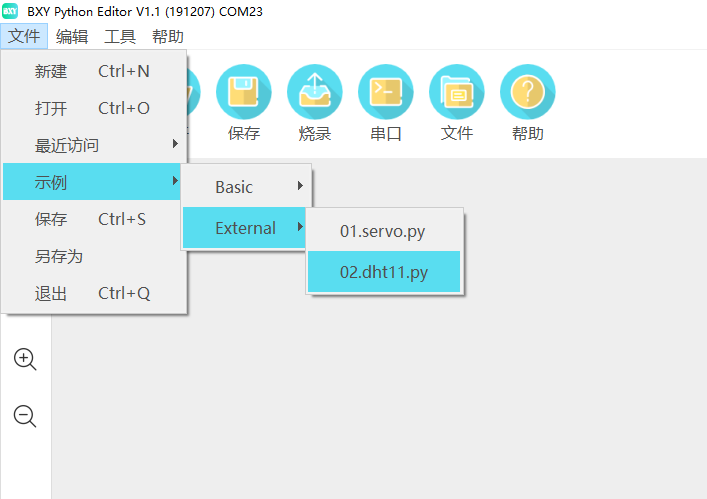 BXY
BXY Python Editor V1.1 (191207) COM23
文件 编辑 工具 帮助
新建 Ctrl+N
打开 Ctrl+O
最近访问
示例
保存 Ctrl+S
另存为
退出 Ctrl+Q
保存 烧录 串口 文件 帮助
Basic
External
01.servo.py
02.dht11.py